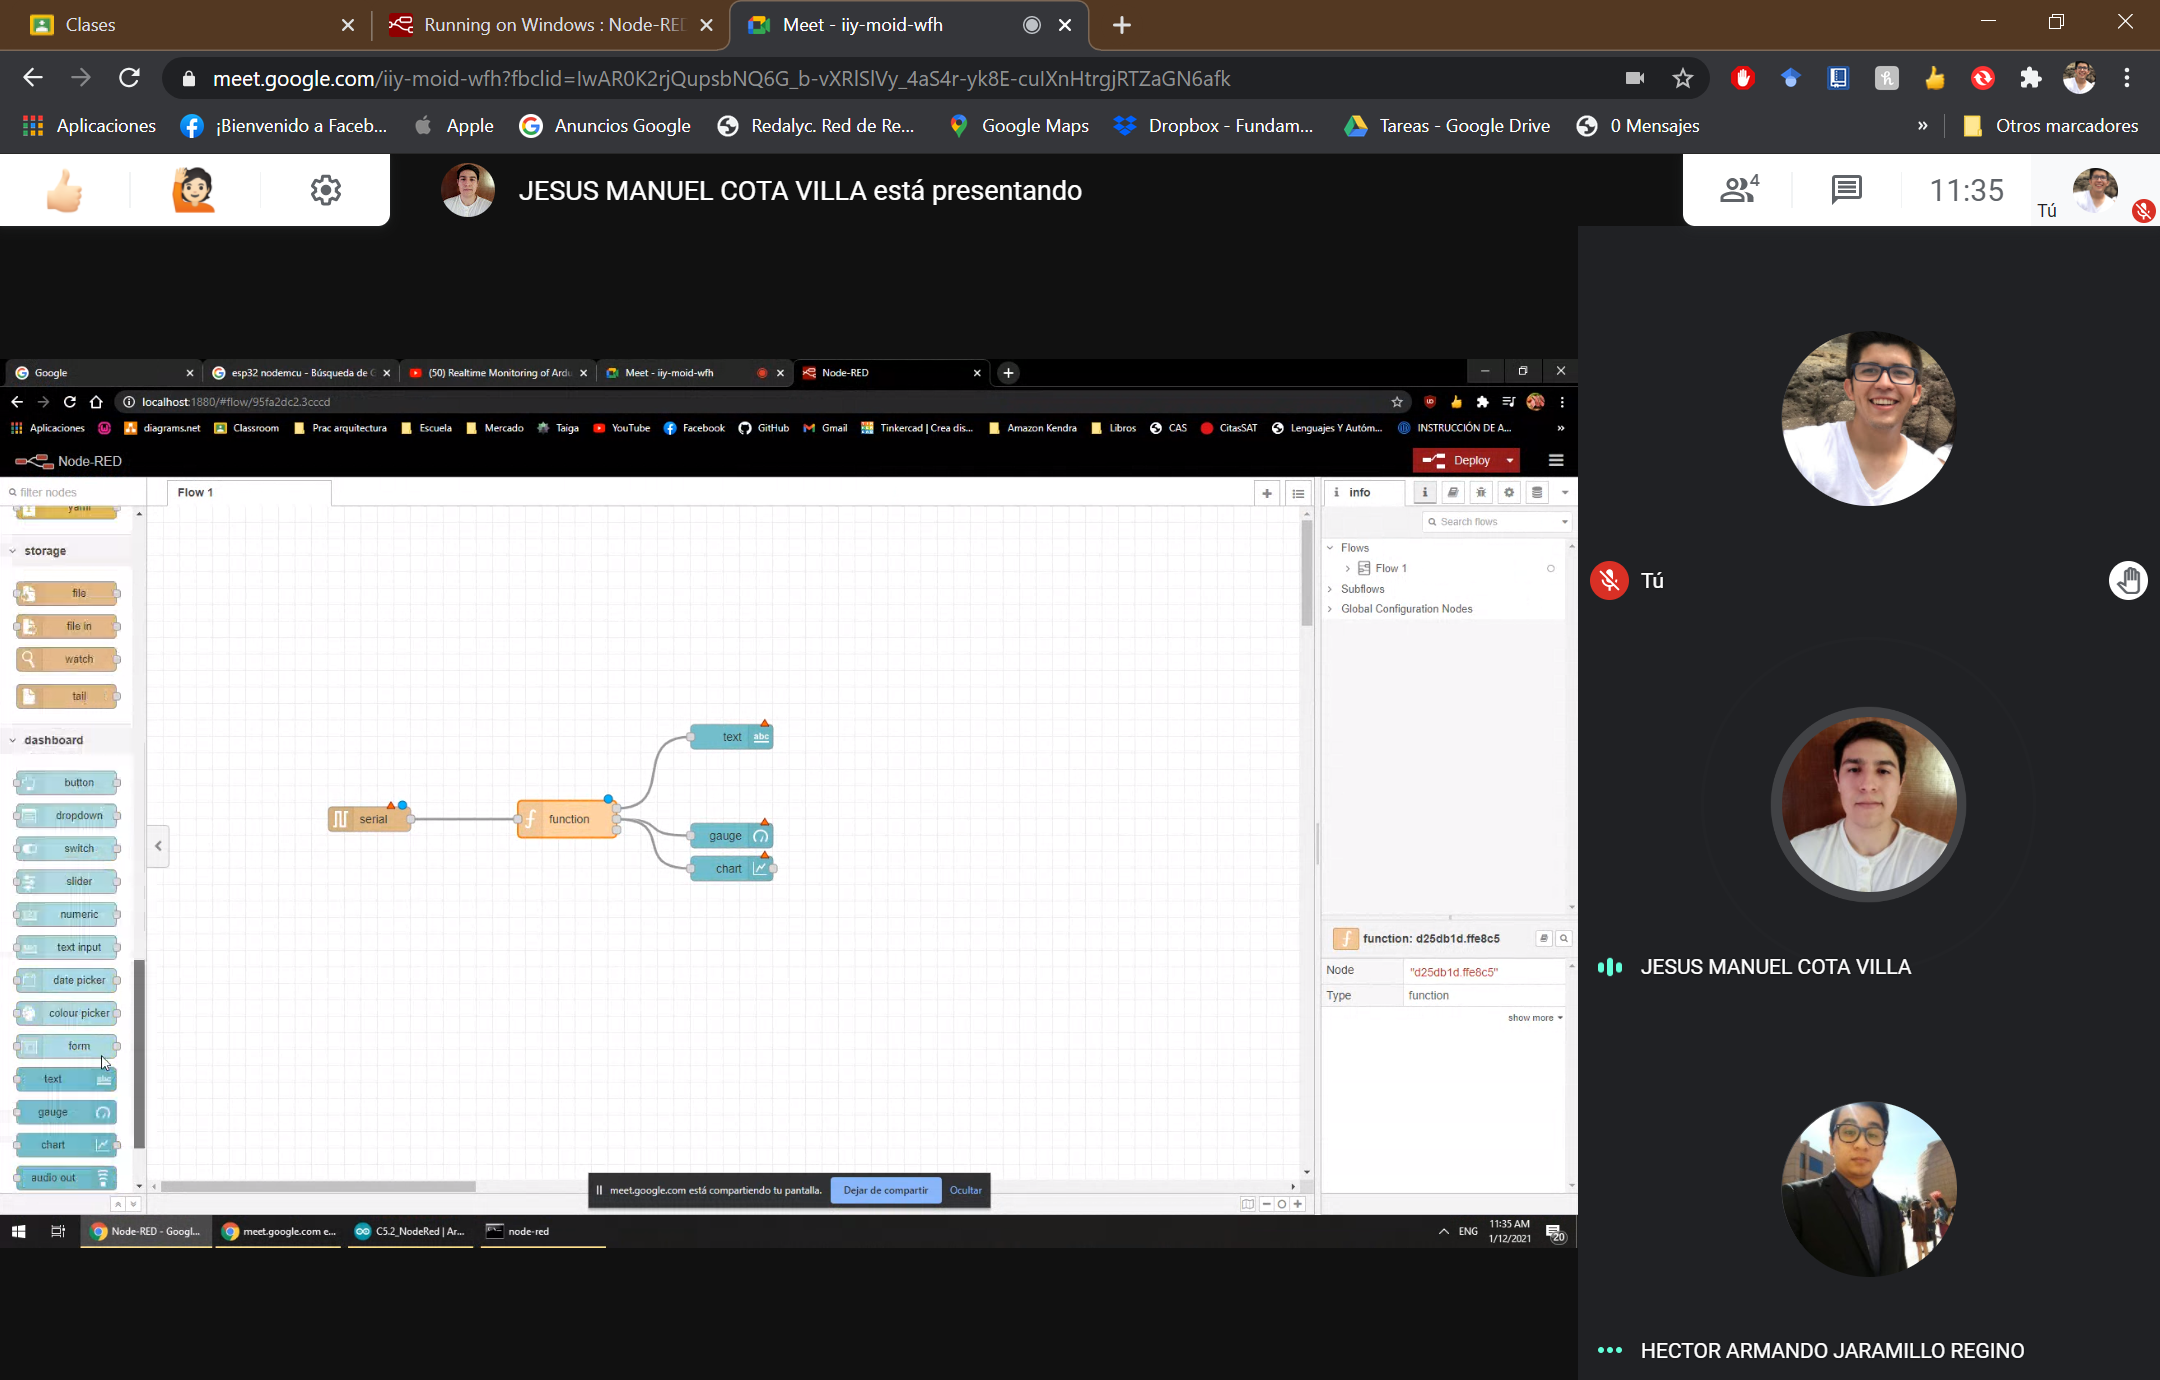 Clases
Running on Windows : Node-RED
Meet - iiy-moid-wfh
meet.google.com/iiy-moid-wfh?fbclid=IwAR0K2rjQupsbNQ6G_b-vXRlSlVy_4aS4r-yk8E-cuIXnHtrgjRTZaGN6afk
Aplicaciones
¡Bienvenido a Faceb...
Apple
Anuncios Google
Redalyc. Red de Re...
Google Maps
Dropbox - Fundam...
Tareas - Google Drive
0 Mensajes
»
Otros marcadores
JESUS MANUEL COTA VILLA está presentando
4
11:35
Tú
Google
esp32 nodemcu - Búsqueda de G
(50) Realtime Monitoring of Ardu
Meet - iiy-moid-wfh
Node-RED
localhost:1880/#flow/95fa2dc2.3cccd
Aplicaciones
diagrams.net
Classroom
Prac arquitectura
Escuela
Mercado
Taiga
YouTube
Facebook
GitHub
Gmail
Tinkercad | Crea dis...
Amazon Kendra
Libros
CAS
CitasSAT
Lenguajes Y Autóm...
INSTRUCCIÓN DE A...
»
Node-RED
Deploy
filter nodes
Flow 1
i info
i
Search flows
yaml
storage
file
file in
watch
tail
dashboard
button
dropdown
switch
slider
numeric
text input
date picker
colour picker
form
text abc
gauge
chart
audio out
serial
f function
text abc
gauge
chart
Flows
Flow 1
Subflows
Global Configuration Nodes
f function: d25db1d.ffe8c5
Node "d25db1d.ffe8c5"
Type function
show more
meet.google.com está compartiendo tu pantalla.
Dejar de compartir
Ocultar
Node-RED - Googl...
meet.google.com e...
C5.2_NodeRed | Ar...
node-red
ENG
11:35 AM
1/12/2021
20
Tú
JESUS MANUEL COTA VILLA
HECTOR ARMANDO JARAMILLO REGINO